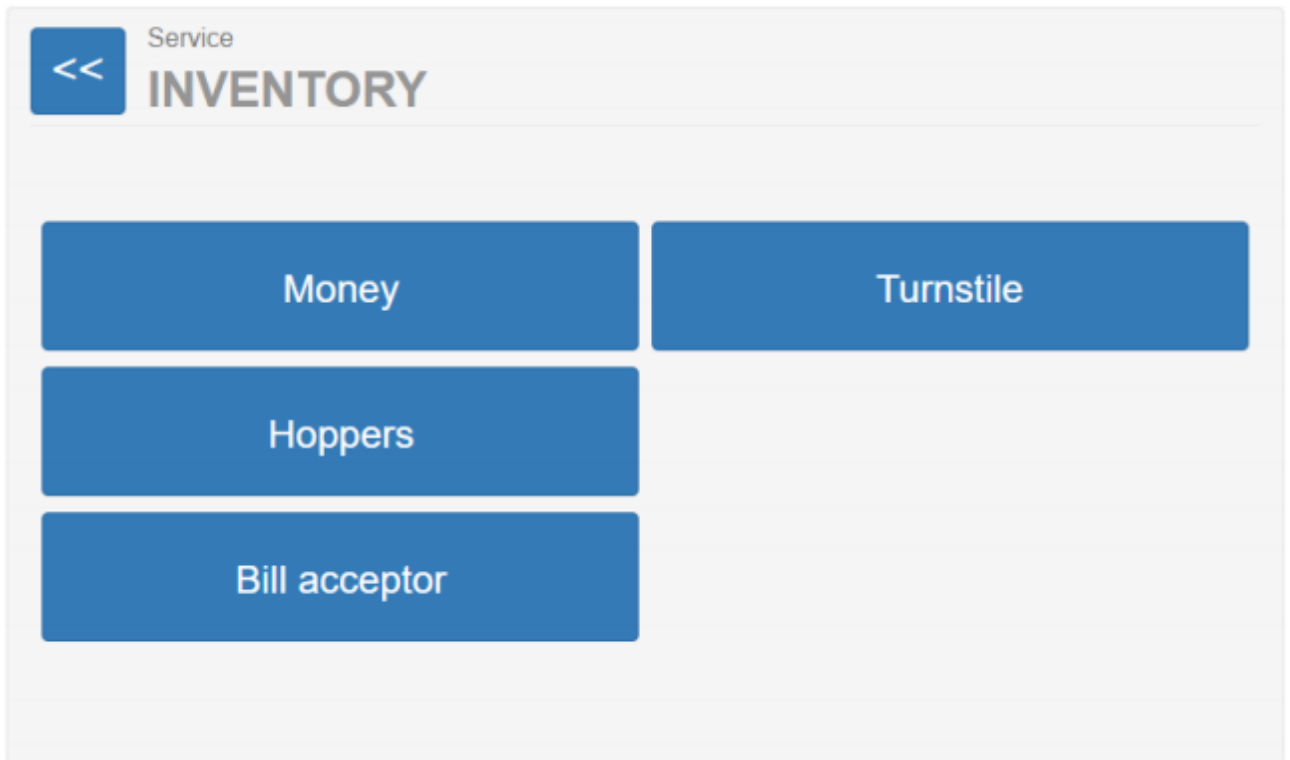 <<
Service
INVENTORY
Money
Turnstile
Hoppers
Bill acceptor